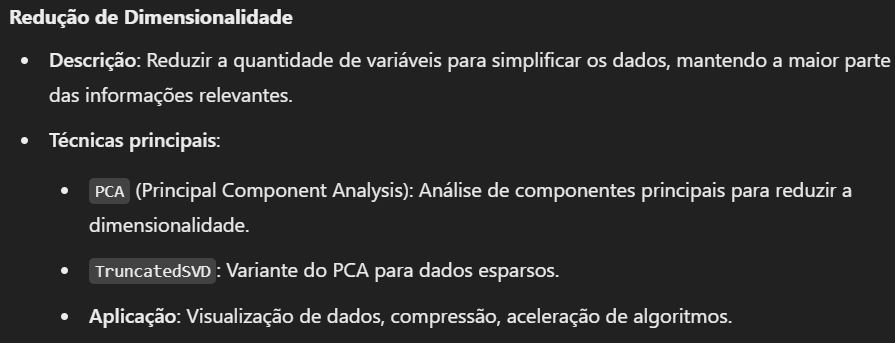 Redução de Dimensionalidade
• Descrição: Reduzir a quantidade de variáveis para simplificar os dados, mantendo a maior parte
das informações relevantes.
• Técnicas principais:
• PCA (Principal Component Analysis): Análise de componentes principais para reduzir a
dimensionalidade.
• TruncatedSVD: Variante do PCA para dados esparsos.
• Aplicação: Visualização de dados, compressão, aceleração de algoritmos.